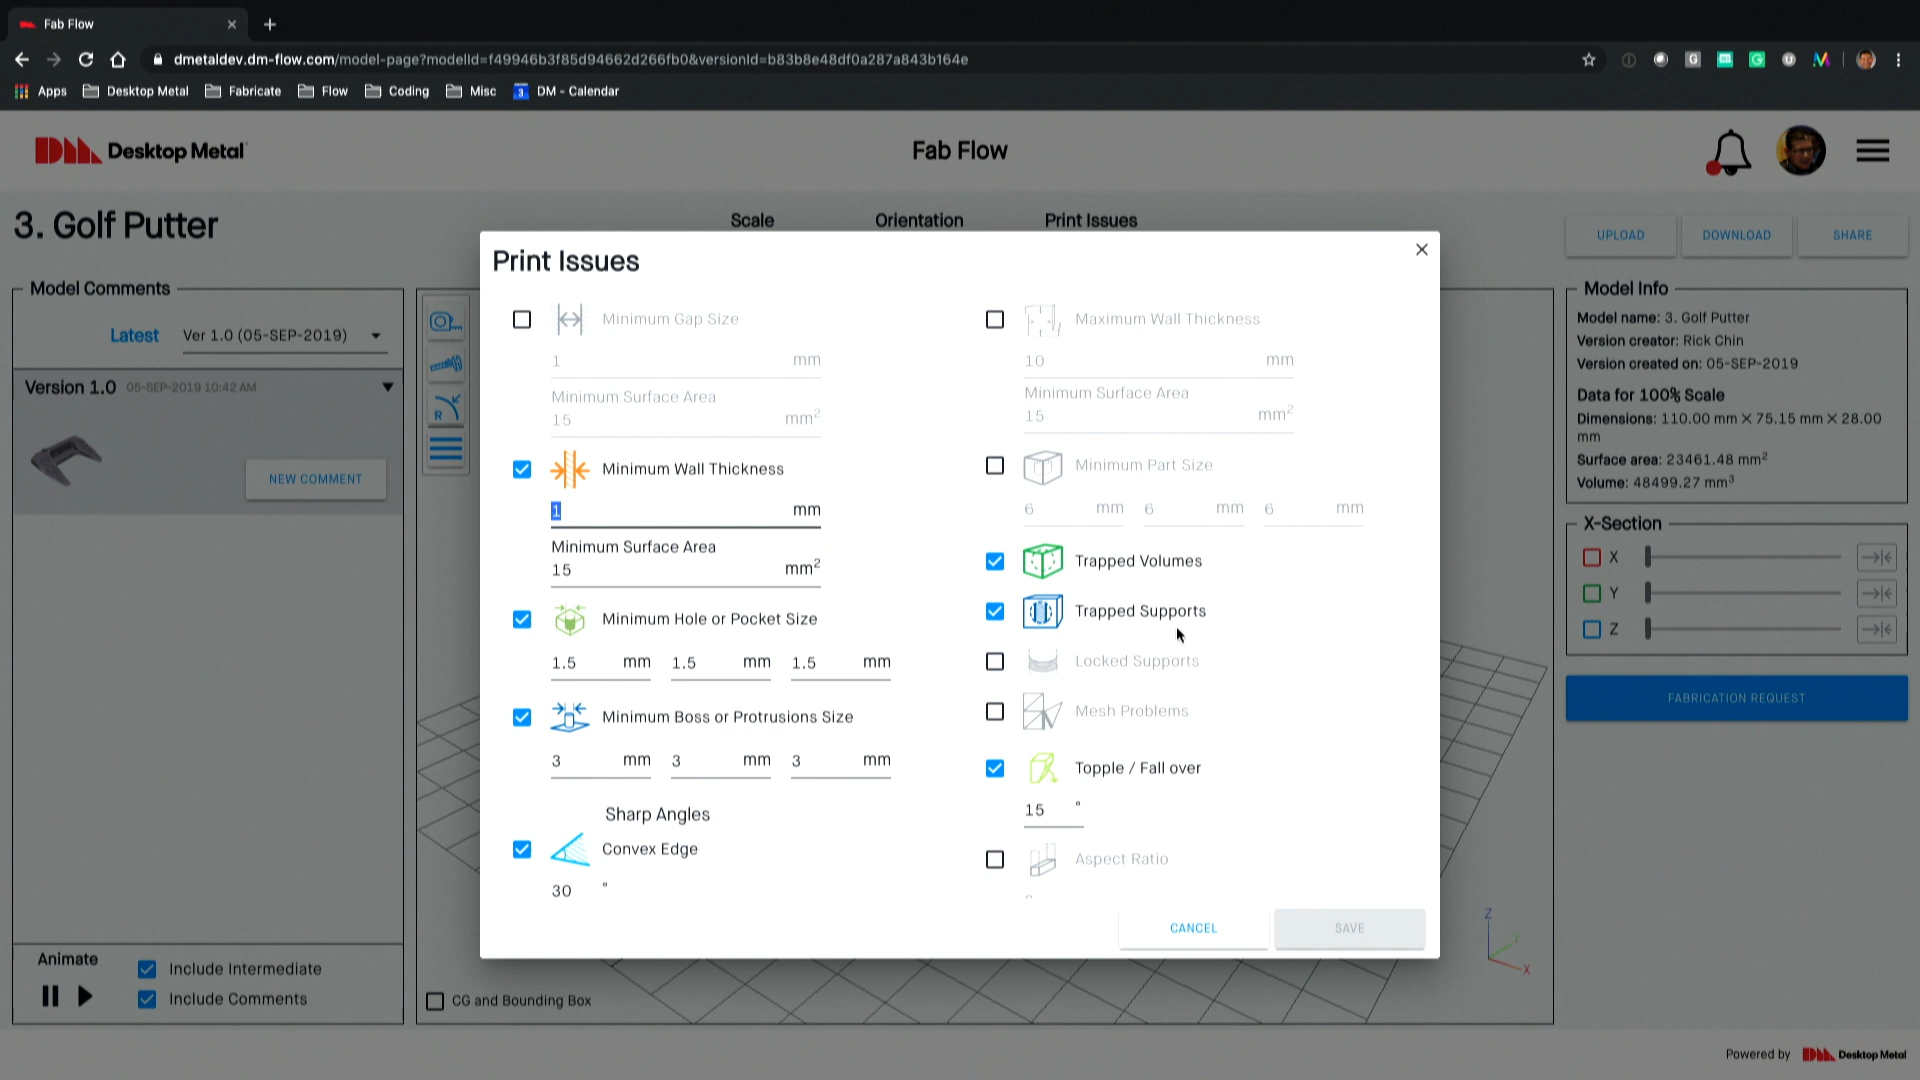 Fab Flow
dmetaldev.dm-flow.com/model-page?modelId=f49946b3f85d94662d266fb0&versionId=b83b8e48df0a287a843b164e
Apps Desktop Metal Fabricate Flow Coding Misc 3 DM - Calendar
Desktop Metal
Fab Flow
3. Golf Putter
Scale Orientation Print Issues
UPLOAD DOWNLOAD SHARE
Model Comments
Latest Ver 1.0 (05-SEP-2019)
Version 1.0 05-SEP-2019 10:42 AM
NEW COMMENT
Animate
Include Intermediate
Include Comments
R
Print Issues
Minimum Gap Size
1 mm
Minimum Surface Area
15 mm²
Minimum Wall Thickness
1 mm
Minimum Surface Area
15 mm²
Minimum Hole or Pocket Size
1.5 mm 1.5 mm 1.5 mm
Minimum Boss or Protrusions Size
3 mm 3 mm 3 mm
Sharp Angles
Convex Edge
30 °
Maximum Wall Thickness
10 mm
Minimum Surface Area
15 mm²
Minimum Part Size
6 mm 6 mm 6 mm
Trapped Volumes
Trapped Supports
Locked Supports
Mesh Problems
Topple / Fall over
15 °
Aspect Ratio
CANCEL SAVE
CG and Bounding Box
Z
Y
X
Model Info
Model name: 3. Golf Putter
Version creator: Rick Chin
Version created on: 05-SEP-2019
Data for 100% Scale
Dimensions: 110.00 mm X 75.15 mm X 28.00
mm
Surface area: 23461.48 mm²
Volume: 48499.27 mm³
X-Section
X
Y
Z
FABRICATION REQUEST
Powered by Desktop Metal